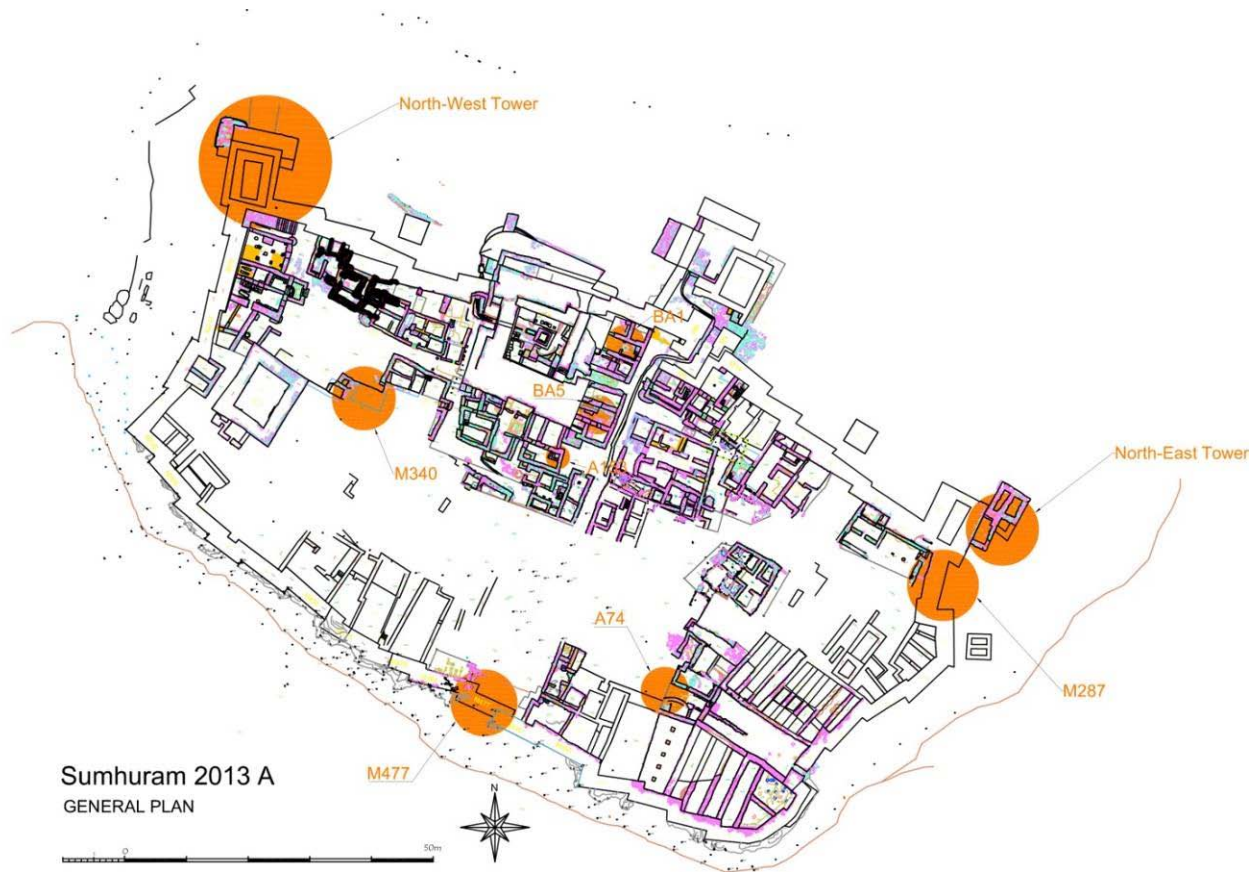 North-West Tower
BA1
BA5
M340
North-East Tower
A74
M287
M477
Sumhuram 2013 A
GENERAL PLAN
N
0
50m